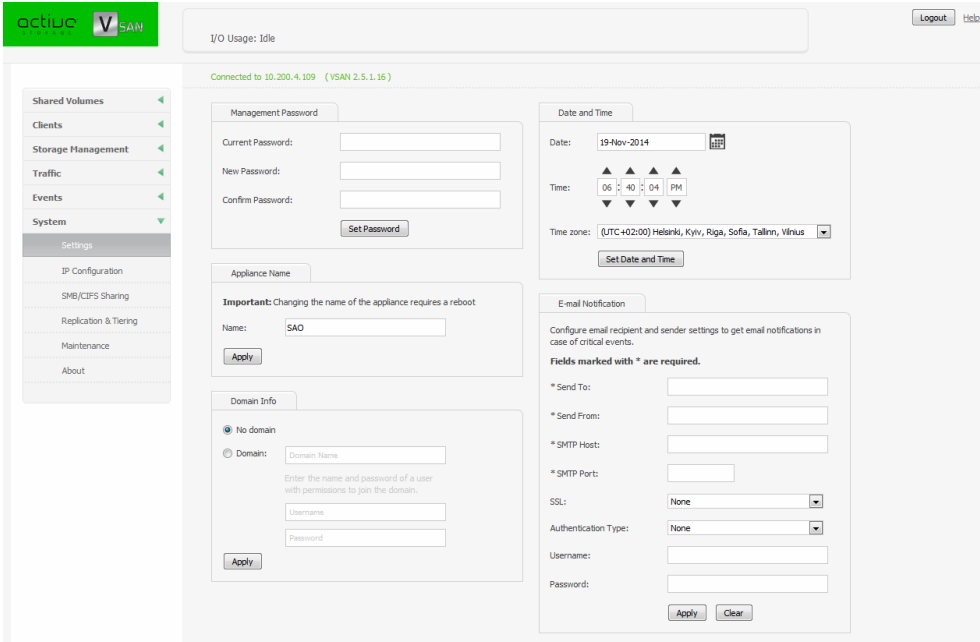 active
STORAGE
V SAN
I/O Usage: Idle
Logout
Help
Connected to 10.200.4.109 (VSAN 2.5.1.16)
Shared Volumes
Clients
Storage Management
Traffic
Events
System
Settings
IP Configuration
SMB/CIFS Sharing
Replication & Tiering
Maintenance
About
Management Password
Current Password:
New Password:
Confirm Password:
Set Password
Appliance Name
Important: Changing the name of the appliance requires a reboot
Name: SAO
Apply
Domain Info
No domain
Domain: Domain Name
Enter the name and password of a user
with permissions to join the domain.
Username
Password
Apply
Date and Time
Date: 19-Nov-2014
Time: 06 : 40 : 04 PM
Time zone: (UTC+02:00) Helsinki, Kyiv, Riga, Sofia, Tallinn, Vilnius
Set Date and Time
E-mail Notification
Configure email recipient and sender settings to get email notifications in
case of critical events.
Fields marked with * are required.
* Send To:
* Send From:
* SMTP Host:
* SMTP Port:
SSL: None
Authentication Type: None
Username:
Password:
Apply Clear